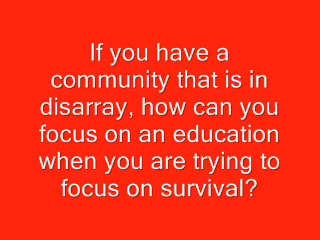 If you have a
community that is in
disarray, how can you
focus on an education
when you are trying to
focus on survival?